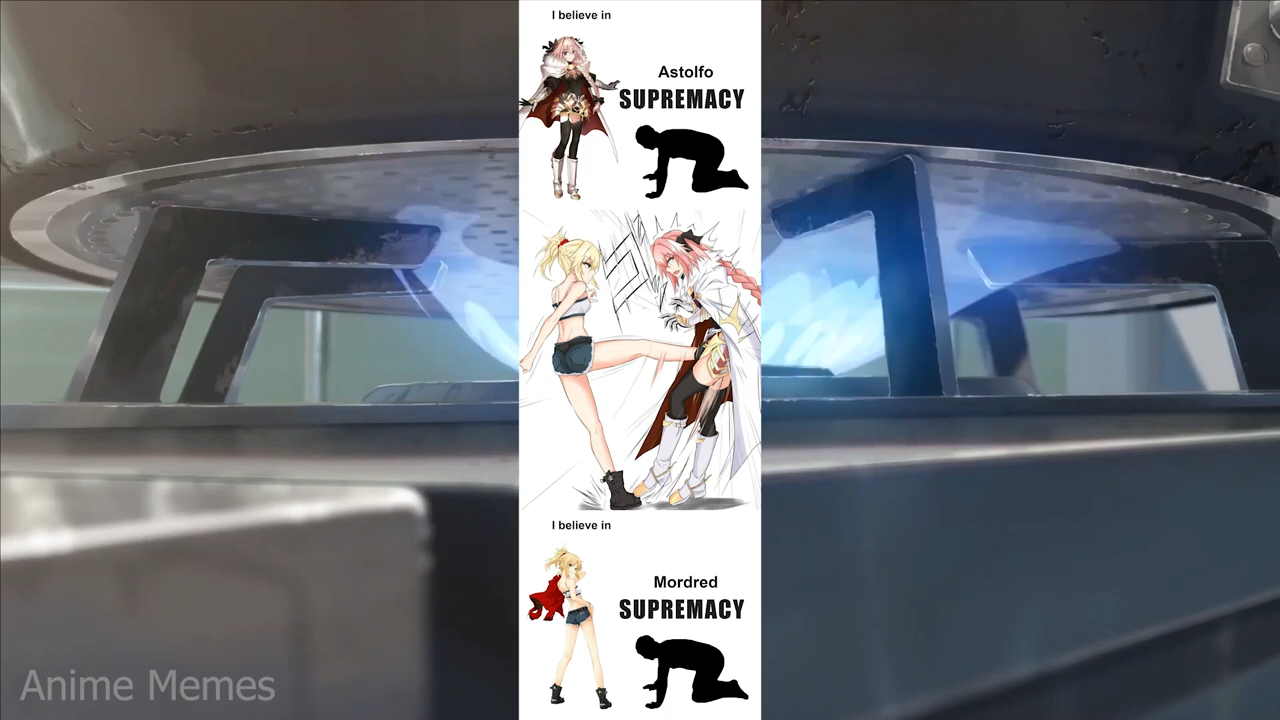 I believe in
Astolfo
SUPREMACY
I believe in
Mordred
SUPREMACY
Anime Memes